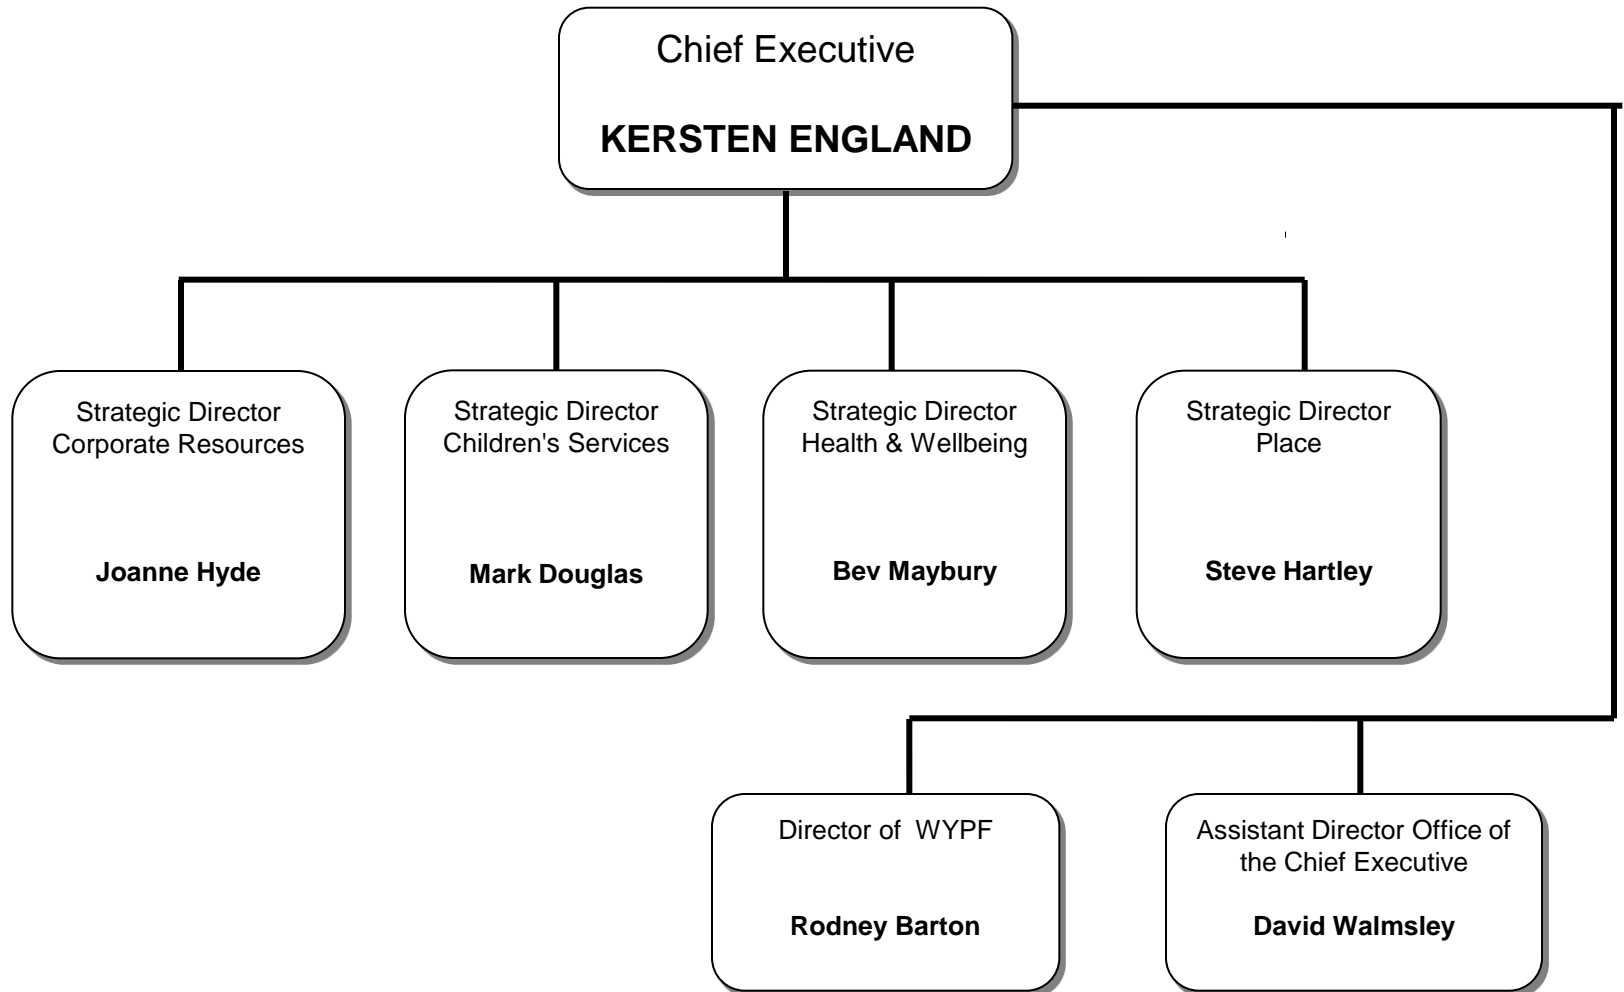 Chief Executive
KERSTEN ENGLAND
Strategic Director
Corporate Resources
Joanne Hyde
Strategic Director
Children's Services
Mark Douglas
Strategic Director
Health & Wellbeing
Bev Maybury
Strategic Director
Place
Steve Hartley
Director of  WYPF
Rodney Barton
Assistant Director Office of
the Chief Executive
David Walmsley